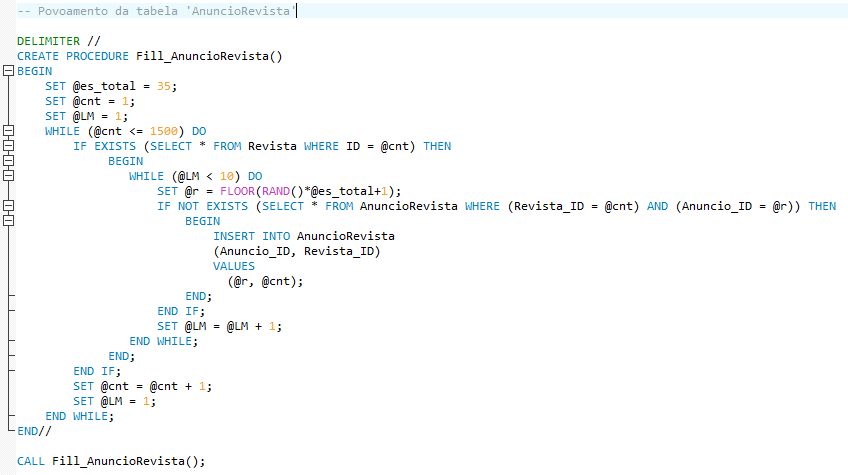 -- Povoamento da tabela 'AnuncioRevista'

DELIMITER //
CREATE PROCEDURE Fill_AnuncioRevista()
BEGIN
    SET @es_total = 35;
    SET @cnt = 1;
    SET @LM = 1;
    WHILE (@cnt <= 1500) DO
        IF EXISTS (SELECT * FROM Revista WHERE ID = @cnt) THEN
             BEGIN
                WHILE (@LM < 10) DO
                    SET @r = FLOOR(RAND()*@es_total+1);
                    IF NOT EXISTS (SELECT * FROM AnuncioRevista WHERE (Revista_ID = @cnt) AND (Anuncio_ID = @r)) THEN
                        BEGIN
                            INSERT INTO AnuncioRevista
                            (Anuncio_ID, Revista_ID)
                            VALUES
                              (@r, @cnt);
                        END;
                    END IF;
                    SET @LM = @LM + 1;
                END WHILE;
             END;
        END IF;
        SET @cnt = @cnt + 1;
        SET @LM = 1;
    END WHILE;
END//

CALL Fill_AnuncioRevista();